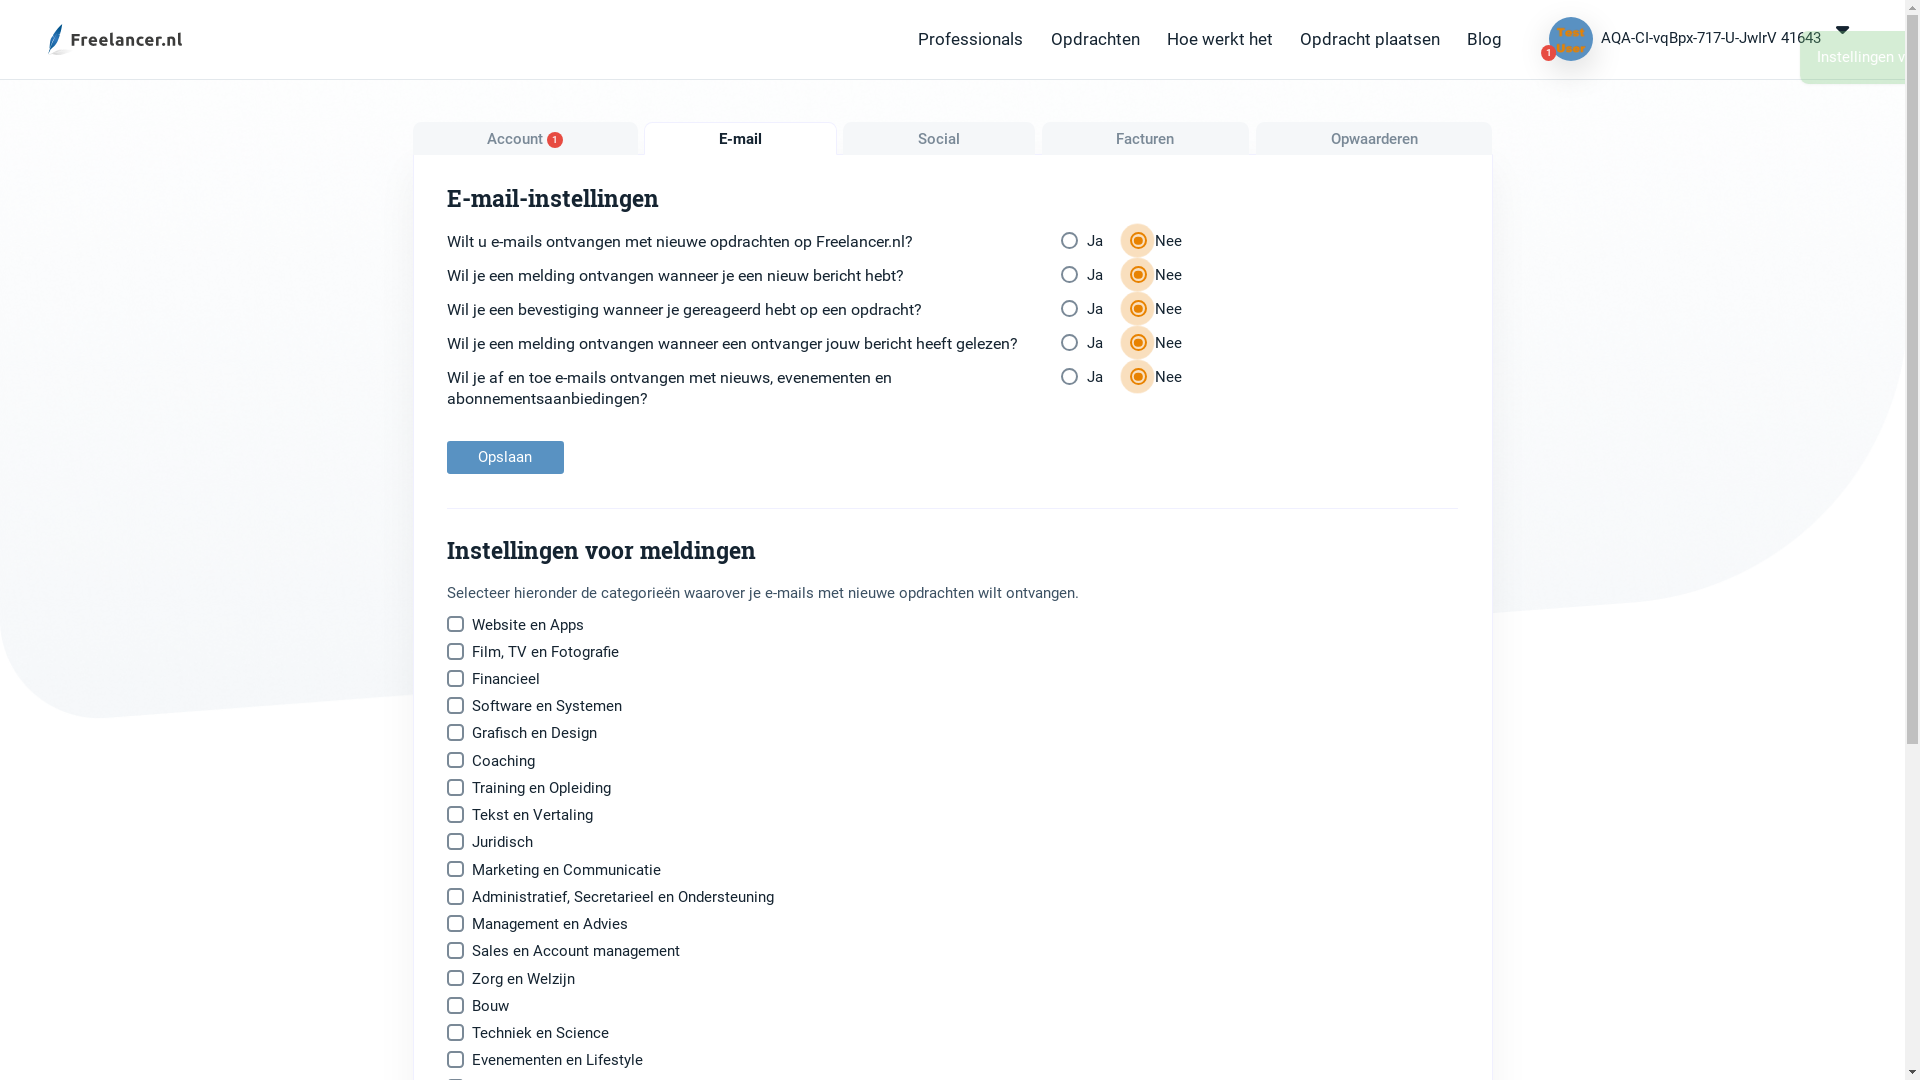 Freelancer.nl
Professionals
Opdrachten
Hoe werkt het
Opdracht plaatsen
Blog
Test
User
1
AQA-CI-vqBpx-717-U-JwIrV 41643
Instellingen v
Account 1
E-mail
Social
Facturen
Opwaarderen
E-mail-instellingen
Wilt u e-mails ontvangen met nieuwe opdrachten op Freelancer.nl? Ja Nee
Wil je een melding ontvangen wanneer je een nieuw bericht hebt? Ja Nee
Wil je een bevestiging wanneer je gereageerd hebt op een opdracht? Ja Nee
Wil je een melding ontvangen wanneer een ontvanger jouw bericht heeft gelezen? Ja Nee
Wil je af en toe e-mails ontvangen met nieuws, evenementen en Ja Nee
abonnementsaanbiedingen?
Opslaan
Instellingen voor meldingen
Selecteer hieronder de categorieën waarover je e-mails met nieuwe opdrachten wilt ontvangen.
Website en Apps
Film, TV en Fotografie
Financieel
Software en Systemen
Grafisch en Design
Coaching
Training en Opleiding
Tekst en Vertaling
Juridisch
Marketing en Communicatie
Administratief, Secretarieel en Ondersteuning
Management en Advies
Sales en Account management
Zorg en Welzijn
Bouw
Techniek en Science
Evenementen en Lifestyle